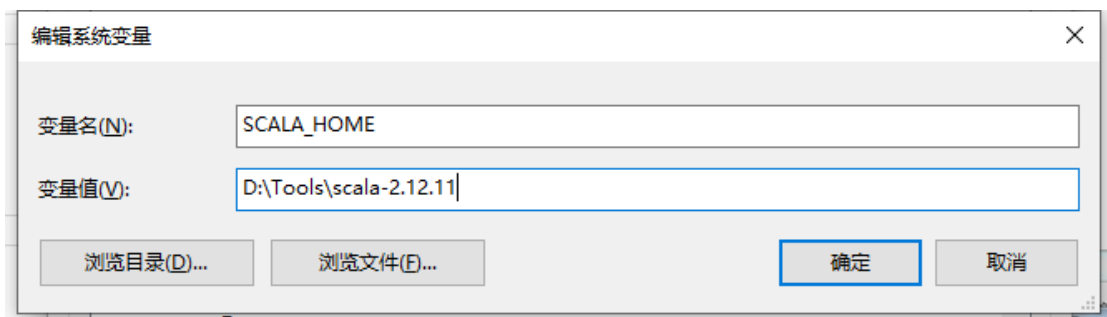 编辑系统变量
变量名(N): SCALA_HOME
变量值(V): D:\Tools\scala-2.12.11
浏览目录(D)... 浏览文件(F)... 确定 取消